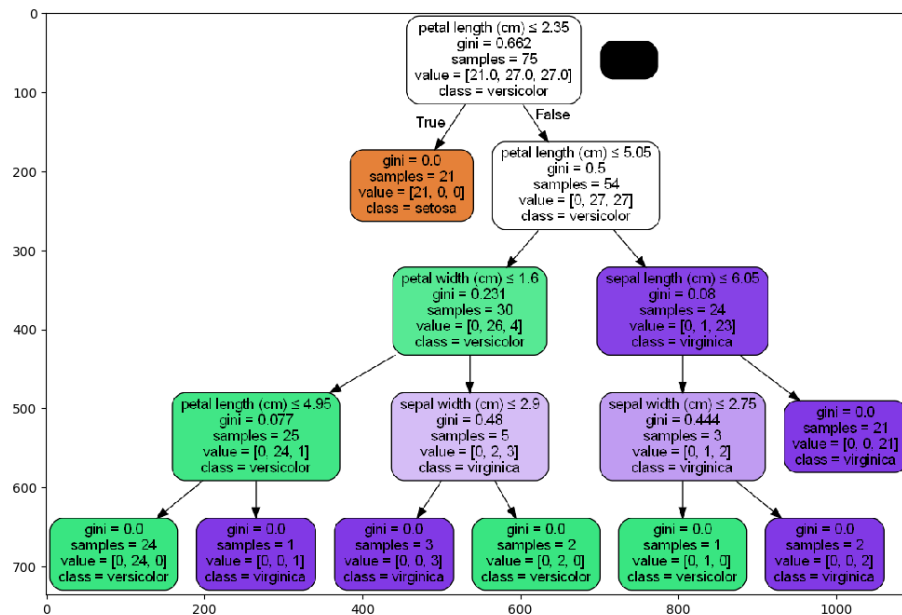 petal length (cm) ≤ 2.35
gini = 0.662
samples = 75
value = [21.0, 27.0, 27.0]
class = versicolor
True
False
gini = 0.0
samples = 21
value = [21, 0, 0]
class = setosa
petal length (cm) ≤ 5.05
gini = 0.5
samples = 54
value = [0, 27, 27]
class = versicolor
petal width (cm) ≤ 1.6
gini = 0.231
samples = 30
value = [0, 26, 4]
class = versicolor
sepal length (cm) ≤ 6.05
gini = 0.08
samples = 24
value = [0, 1, 23]
class = virginica
petal length (cm) ≤ 4.95
gini = 0.077
samples = 25
value = [0, 24, 1]
class = versicolor
sepal width (cm) ≤ 2.9
gini = 0.48
samples = 5
value = [0, 2, 3]
class = virginica
sepal width (cm) ≤ 2.75
gini = 0.444
samples = 3
value = [0, 1, 2]
class = virginica
gini = 0.0
samples = 21
value = [0, 0, 21]
class = virginica
gini = 0.0
samples = 24
value = [0, 24, 0]
class = versicolor
gini = 0.0
samples = 1
value = [0, 0, 1]
class = virginica
gini = 0.0
samples = 3
value = [0, 0, 3]
class = virginica
gini = 0.0
samples = 2
value = [0, 2, 0]
class = versicolor
gini = 0.0
samples = 1
value = [0, 1, 0]
class = versicolor
gini = 0.0
samples = 2
value = [0, 0, 2]
class = virginica
0
100
200
300
400
500
600
700
0
200
400
600
800
1000